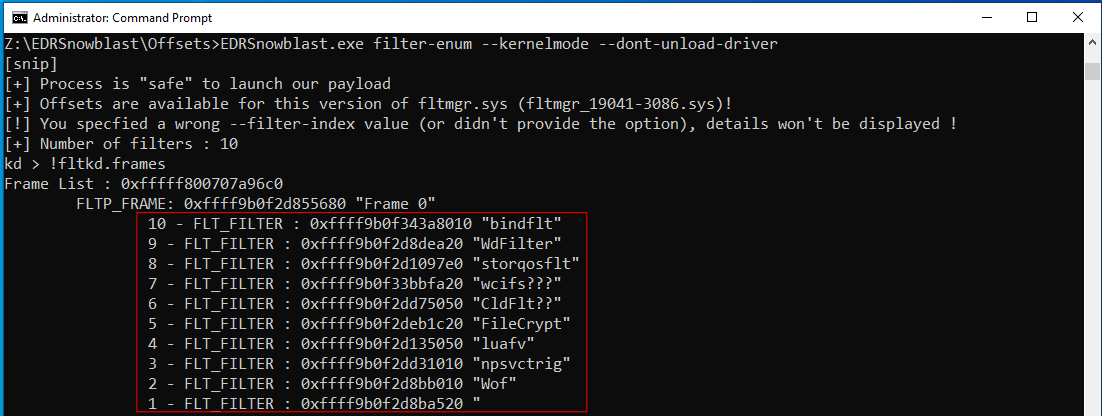 Administrator: Command Prompt
Z:\EDRSnowblast\Offsets>EDRSnowblast.exe filter-enum --kernelmode --dont-unload-driver
[snip]
[+] Process is "safe" to launch our payload
[+] Offsets are available for this version of fltmgr.sys (fltmgr_19041-3086.sys)!
[!] You specfied a wrong --filter-index value (or didn't provide the option), details won't be displayed !
[+] Number of filters : 10
kd > !fltkd.frames
Frame List : 0xfffff800707a96c0
FLTP_FRAME: 0xffff9b0f2d855680 "Frame 0"
10 - FLT_FILTER : 0xffff9b0f343a8010 "bindflt"
9 - FLT_FILTER : 0xffff9b0f2d8dea20 "WdFilter"
8 - FLT_FILTER : 0xffff9b0f2d1097e0 "storqosflt"
7 - FLT_FILTER : 0xffff9b0f33bbfa20 "wcifs???"
6 - FLT_FILTER : 0xffff9b0f2dd75050 "CldFlt??"
5 - FLT_FILTER : 0xffff9b0f2deb1c20 "FileCrypt"
4 - FLT_FILTER : 0xffff9b0f2d135050 "luafv"
3 - FLT_FILTER : 0xffff9b0f2dd31010 "npsvctrig"
2 - FLT_FILTER : 0xffff9b0f2d8bb010 "Wof"
1 - FLT_FILTER : 0xffff9b0f2d8ba520 "